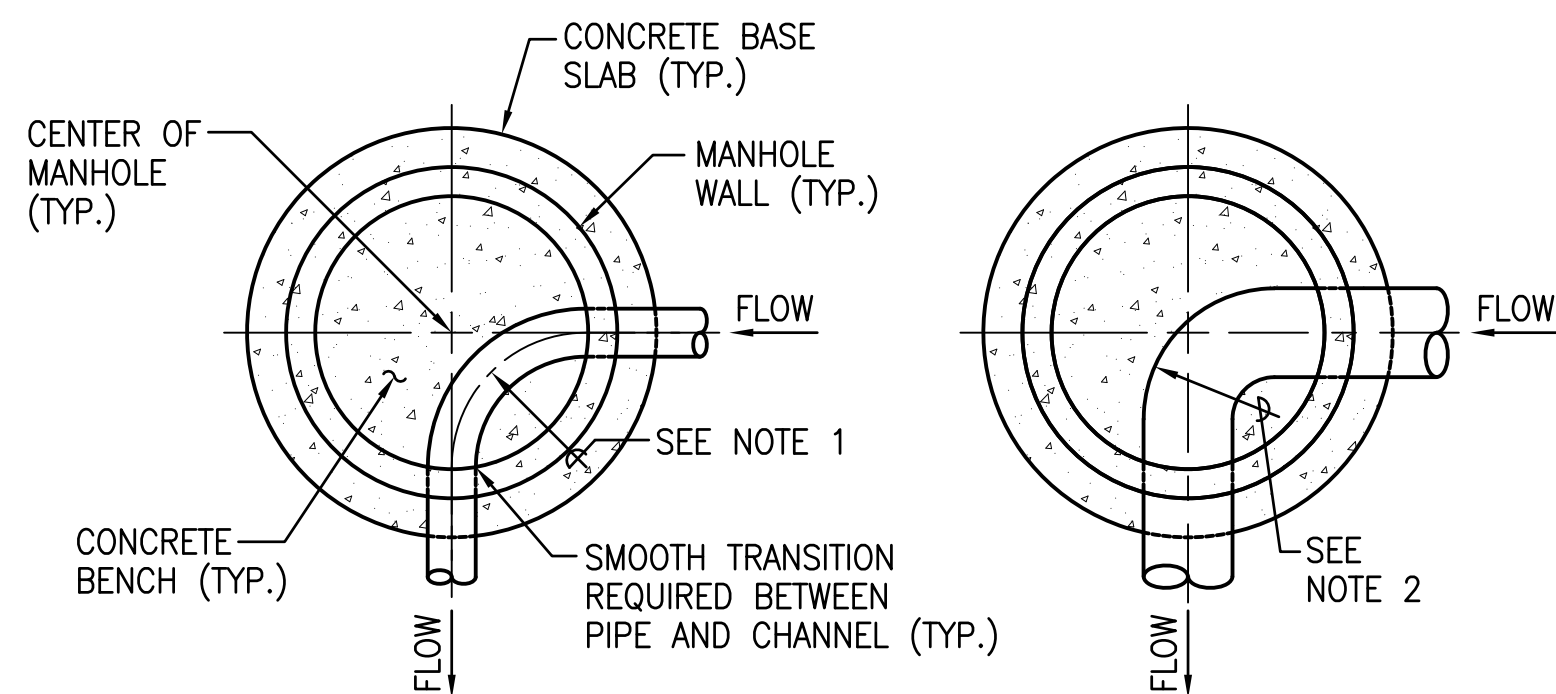 CONCRETE BASE
SLAB (TYP.)
CENTER OF
MANHOLE
(TYP.)
MANHOLE
WALL (TYP.)
FLOW
SEE NOTE 1
CONCRETE
BENCH (TYP.)
SMOOTH TRANSITION
REQUIRED BETWEEN
PIPE AND CHANNEL (TYP.)
FLOW
FLOW
SEE
NOTE 2
FLOW